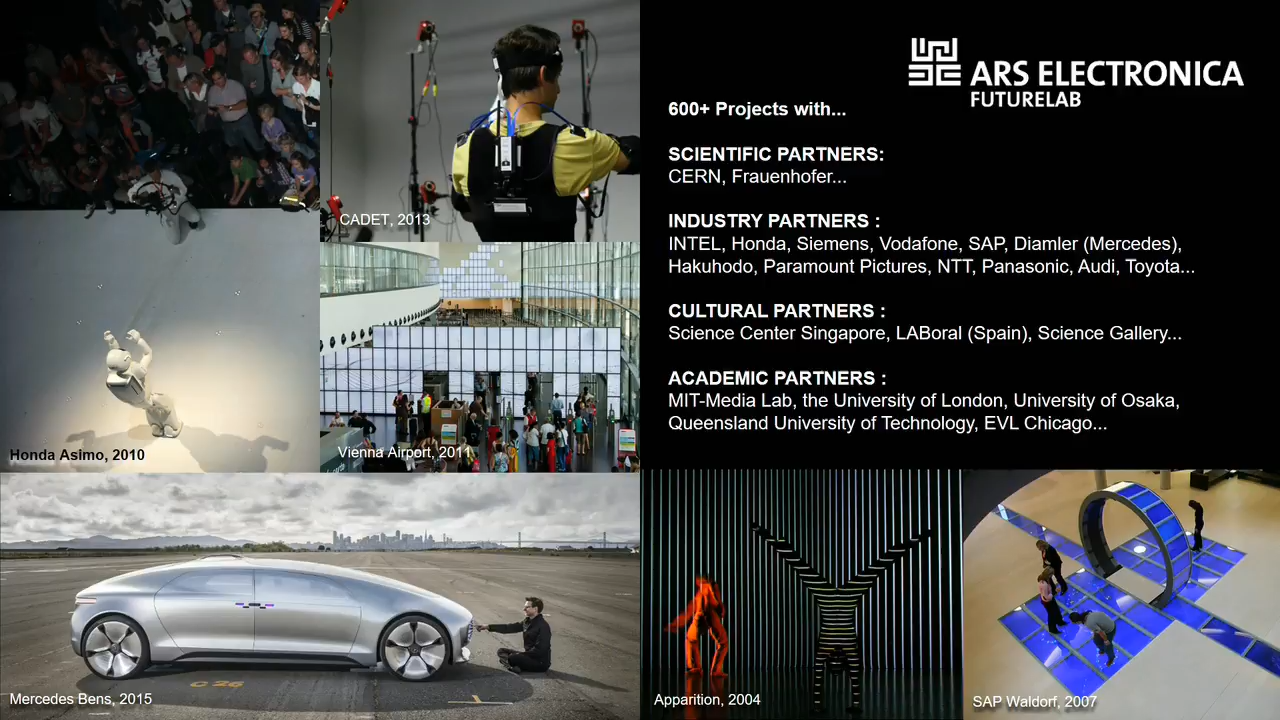 ARS ELECTRONICA
FUTURELAB
600+ Projects with...
SCIENTIFIC PARTNERS:
CERN, Frauenhofer...
INDUSTRY PARTNERS :
INTEL, Honda, Siemens, Vodafone, SAP, Diamler (Mercedes),
Hakuhodo, Paramount Pictures, NTT, Panasonic, Audi, Toyota...
CULTURAL PARTNERS :
Science Center Singapore, LABoral (Spain), Science Gallery...
ACADEMIC PARTNERS :
MIT-Media Lab, the University of London, University of Osaka,
Queensland University of Technology, EVL Chicago...
CADET, 2013
Honda Asimo, 2010
Vienna Airport, 2011
C 26
Mercedes Bens, 2015
Apparition, 2004
SAP Waldorf, 2007